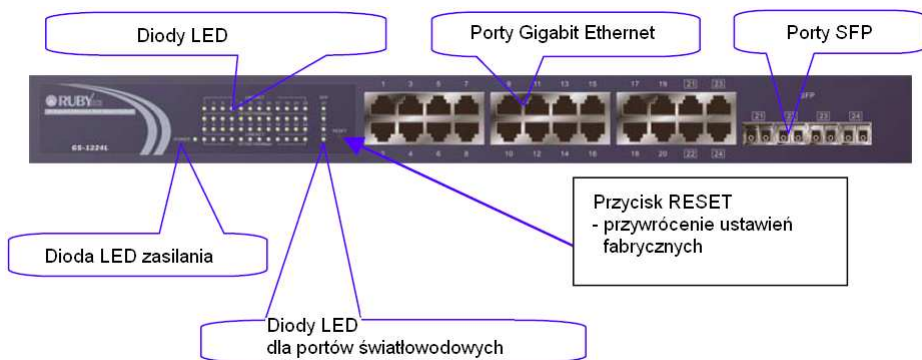 Diody LED
Porty Gigabit Ethernet
Porty SFP
RUBY
GS-1224L
POWER
RESET
SFP
1 3 5 7
9 11 13 15
17 19 21 23
SFP
21 22 23 24
4 6 8
10 12 14 16
18 20 22 24
Przycisk RESET
- przywrócenie ustawień
fabrycznych
Dioda LED zasilania
Diody LED
dla portów światłowodowych